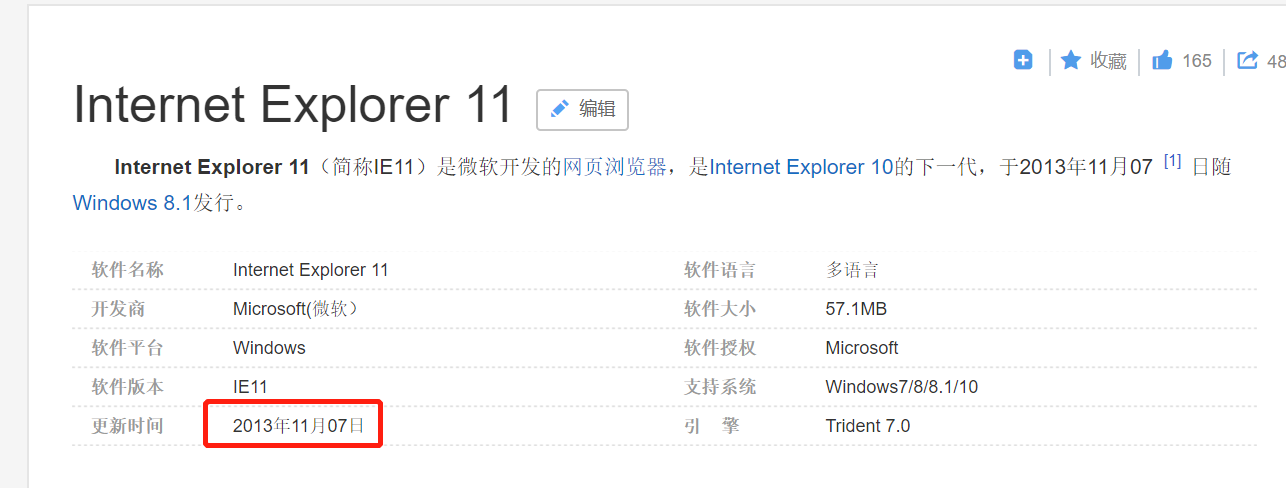 收藏 165 48
Internet Explorer 11 编辑
Internet Explorer 11（简称IE11）是微软开发的网页浏览器，是Internet Explorer 10的下一代，于2013年11月07 [1] 日随
Windows 8.1发行。
软件名称 Internet Explorer 11 软件语言 多语言
开发商 Microsoft(微软） 软件大小 57.1MB
软件平台 Windows 软件授权 Microsoft
软件版本 IE11 支持系统 Windows7/8/8.1/10
更新时间 2013年11月07日 引 擎 Trident 7.0